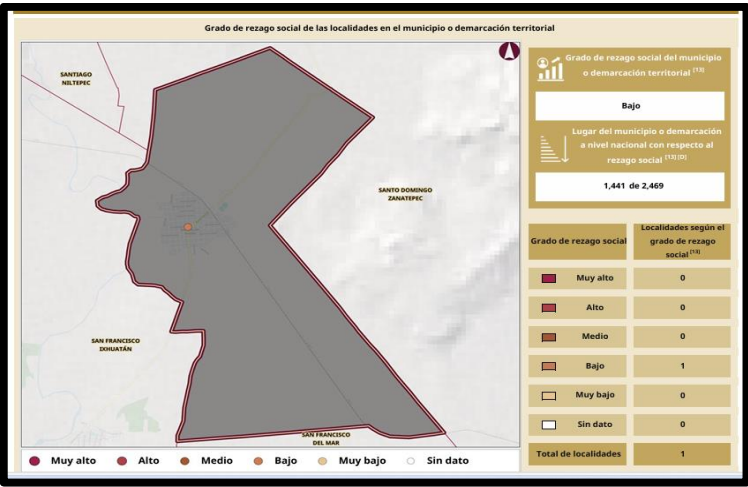 Grado de rezago social de las localidades en el municipio o demarcación territorial
SANTIAGO
NILTEPEC
SANTO DOMINGO
ZANATEPEC
SAN FRANCISCO
IXHUATÁN
SAN FRANCISCO
DEL MAR
Muy alto Alto Medio Bajo Muy bajo Sin dato
Grado de rezago social del municipio
o demarcación territorial [13]
Bajo
Lugar del municipio o demarcación
a nivel nacional con respecto al
rezago social [13] [D]
1,441 de 2,469
Grado de rezago social
Localidades según el
grado de rezago
social [13]
Muy alto 0
Alto 0
Medio 0
Bajo 1
Muy bajo 0
Sin dato 0
Total de localidades 1